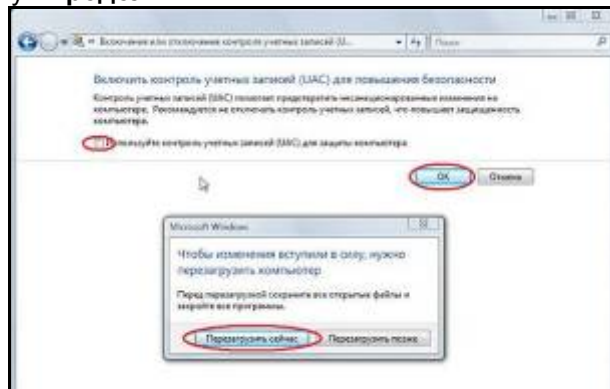 Включение или отключение контроля учетных записей (U...
Поиск
Включить контроль учетных записей (UAC) для повышения безопасности
Контроль учетных записей (UAC) помогает предотвратить несанкционированные изменения на
компьютере. Рекомендуется не отключать контроль учетных записей, что повышает защищенность
компьютера.
Используйте контроль учетных записей (UAC) для защиты компьютера
ОК Отмена
Microsoft Windows
Чтобы изменения вступили в силу, нужно
перезагрузить компьютер
Перед перезагрузкой сохраните все открытые файлы и
закройте все программы.
Перезагрузить сейчас Перезагрузить позже